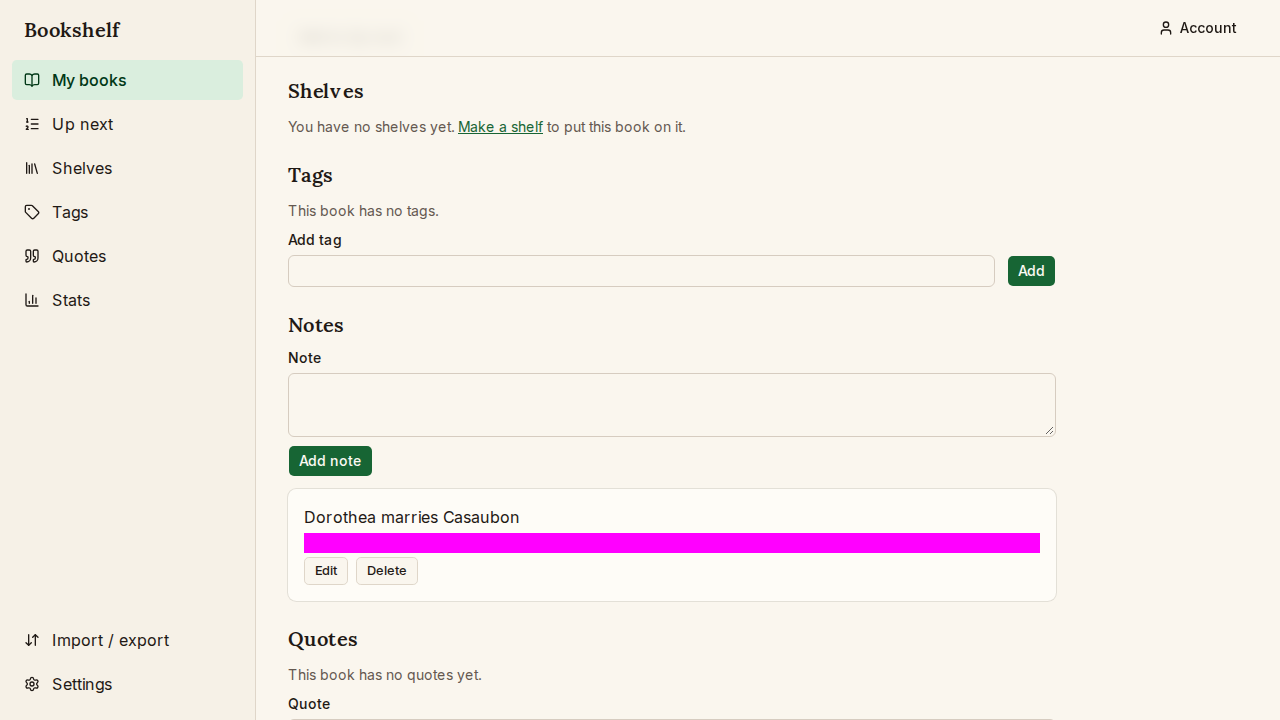 Bookshelf
My books
Up next
Shelves
Tags
Quotes
Stats
Import / export
Settings
Account
Shelves
You have no shelves yet. Make a shelf to put this book on it.
Tags
This book has no tags.
Add tag
Add
Notes
Note
Add note
Dorothea marries Casaubon
Edit
Delete
Quotes
This book has no quotes yet.
Quote